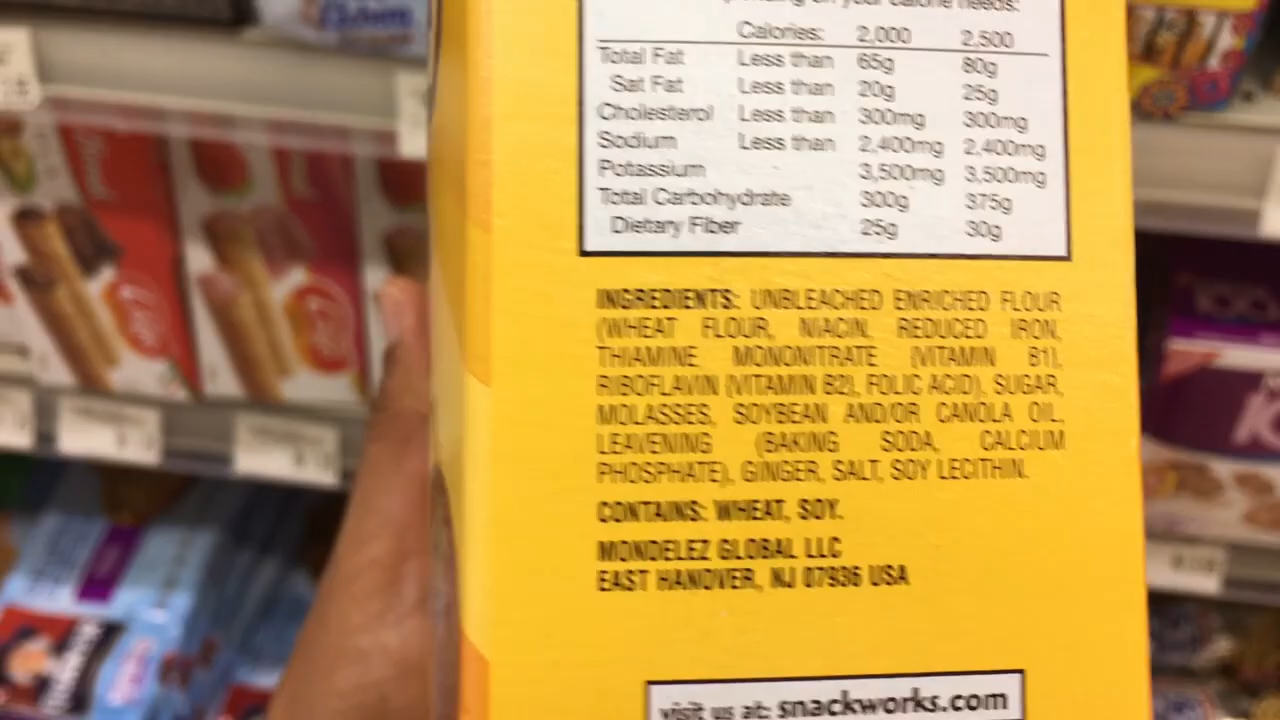 on your calorie needs:
Calories: 2,000 2,500
Total Fat Less than 65g 80g
Sat Fat Less than 20g 25g
Cholesterol Less than 300mg 300mg
Sodium Less than 2,400mg 2,400mg
Potassium 3,500mg 3,500mg
Total Carbohydrate 300g 375g
Dietary Fiber 25g 30g
INGREDIENTS: UNBLEACHED ENRICHED FLOUR
(WHEAT FLOUR, NIACIN, REDUCED IRON,
THIAMINE MONONITRATE {VITAMIN B1},
RIBOFLAVIN {VITAMIN B2}, FOLIC ACID), SUGAR,
MOLASSES, SOYBEAN AND/OR CANOLA OIL,
LEAVENING (BAKING SODA, CALCIUM
PHOSPHATE), GINGER, SALT, SOY LECITHIN.
CONTAINS: WHEAT, SOY.
MONDELEZ GLOBAL LLC
EAST HANOVER, NJ 07936 USA
visit us at: snackworks.com